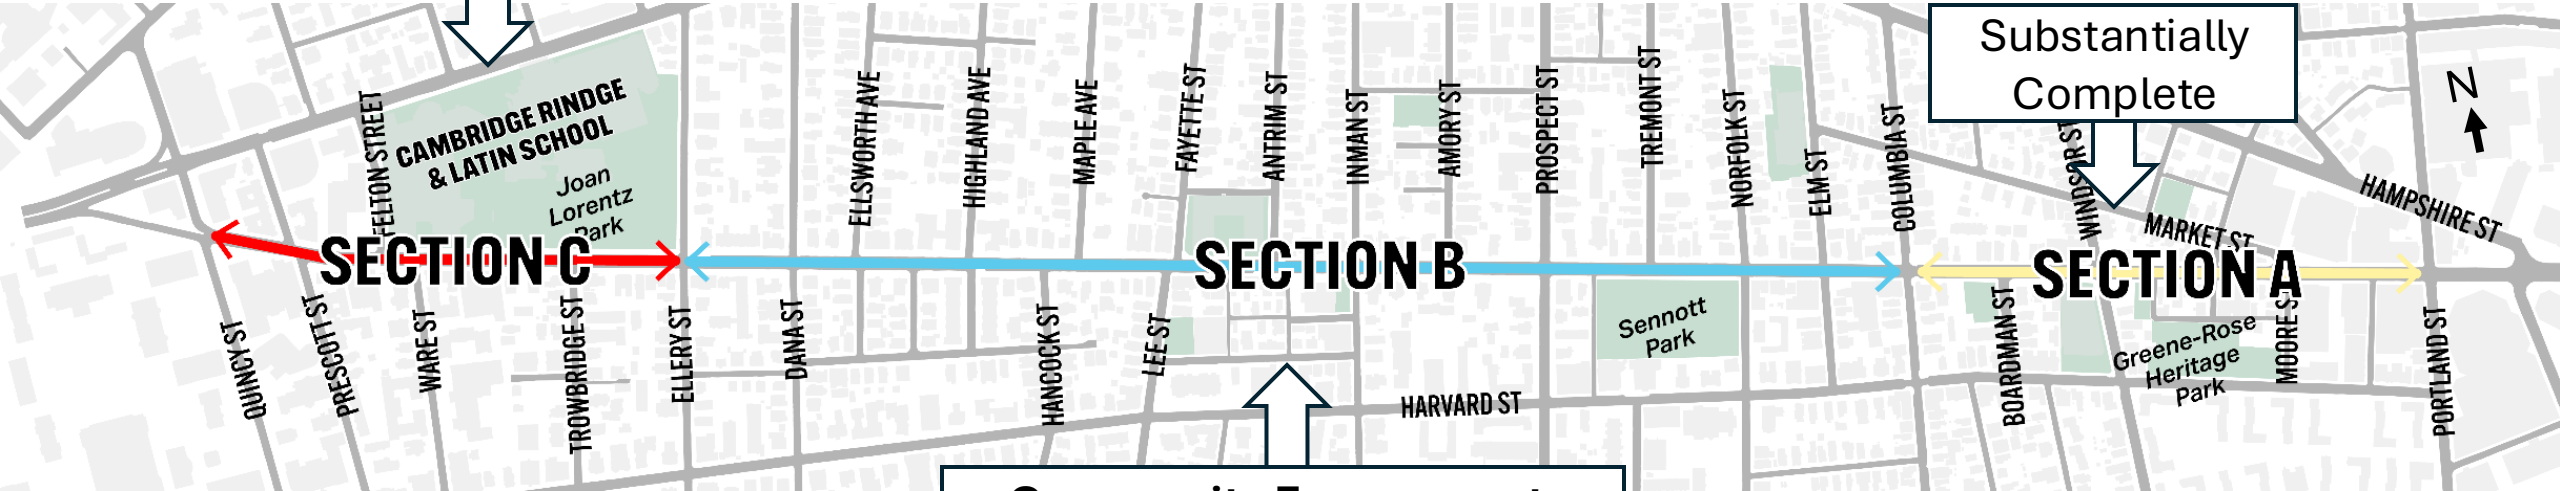 Substantially
Complete
N
CAMBRIDGE RINDGE
& LATIN SCHOOL
Joan
Lorentz
Park
FELTON STREET
ELLSWORTH AVE
HIGHLAND AVE
MAPLE AVE
FAYETTE ST
ANTRIM ST
INMAN ST
AMORY ST
PROSPECT ST
TREMONT ST
NORFOLK ST
ELM ST
COLUMBIA ST
WINDSOR ST
MARKET ST
HAMPSHIRE ST
SECTION C
SECTION B
SECTION A
QUINCY ST
PRESCOTT ST
WARE ST
TROWBRIDGE ST
ELLERY ST
DANA ST
HANCOCK ST
LEE ST
HARVARD ST
Sennott
Park
BOARDMAN ST
Greene-Rose
Heritage
Park
MOORE ST
PORTLAND ST